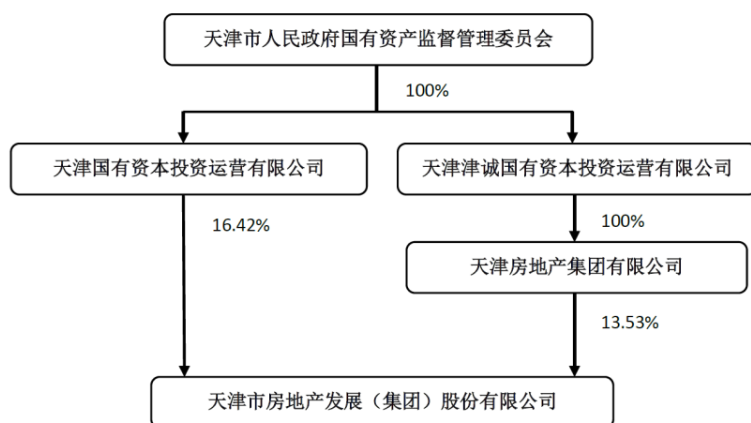 天津市人民政府国有资产监督管理委员会
100%
天津国有资本投资运营有限公司
天津津诚国有资本投资运营有限公司
16.42%
100%
天津房地产集团有限公司
13.53%
天津市房地产发展（集团）股份有限公司